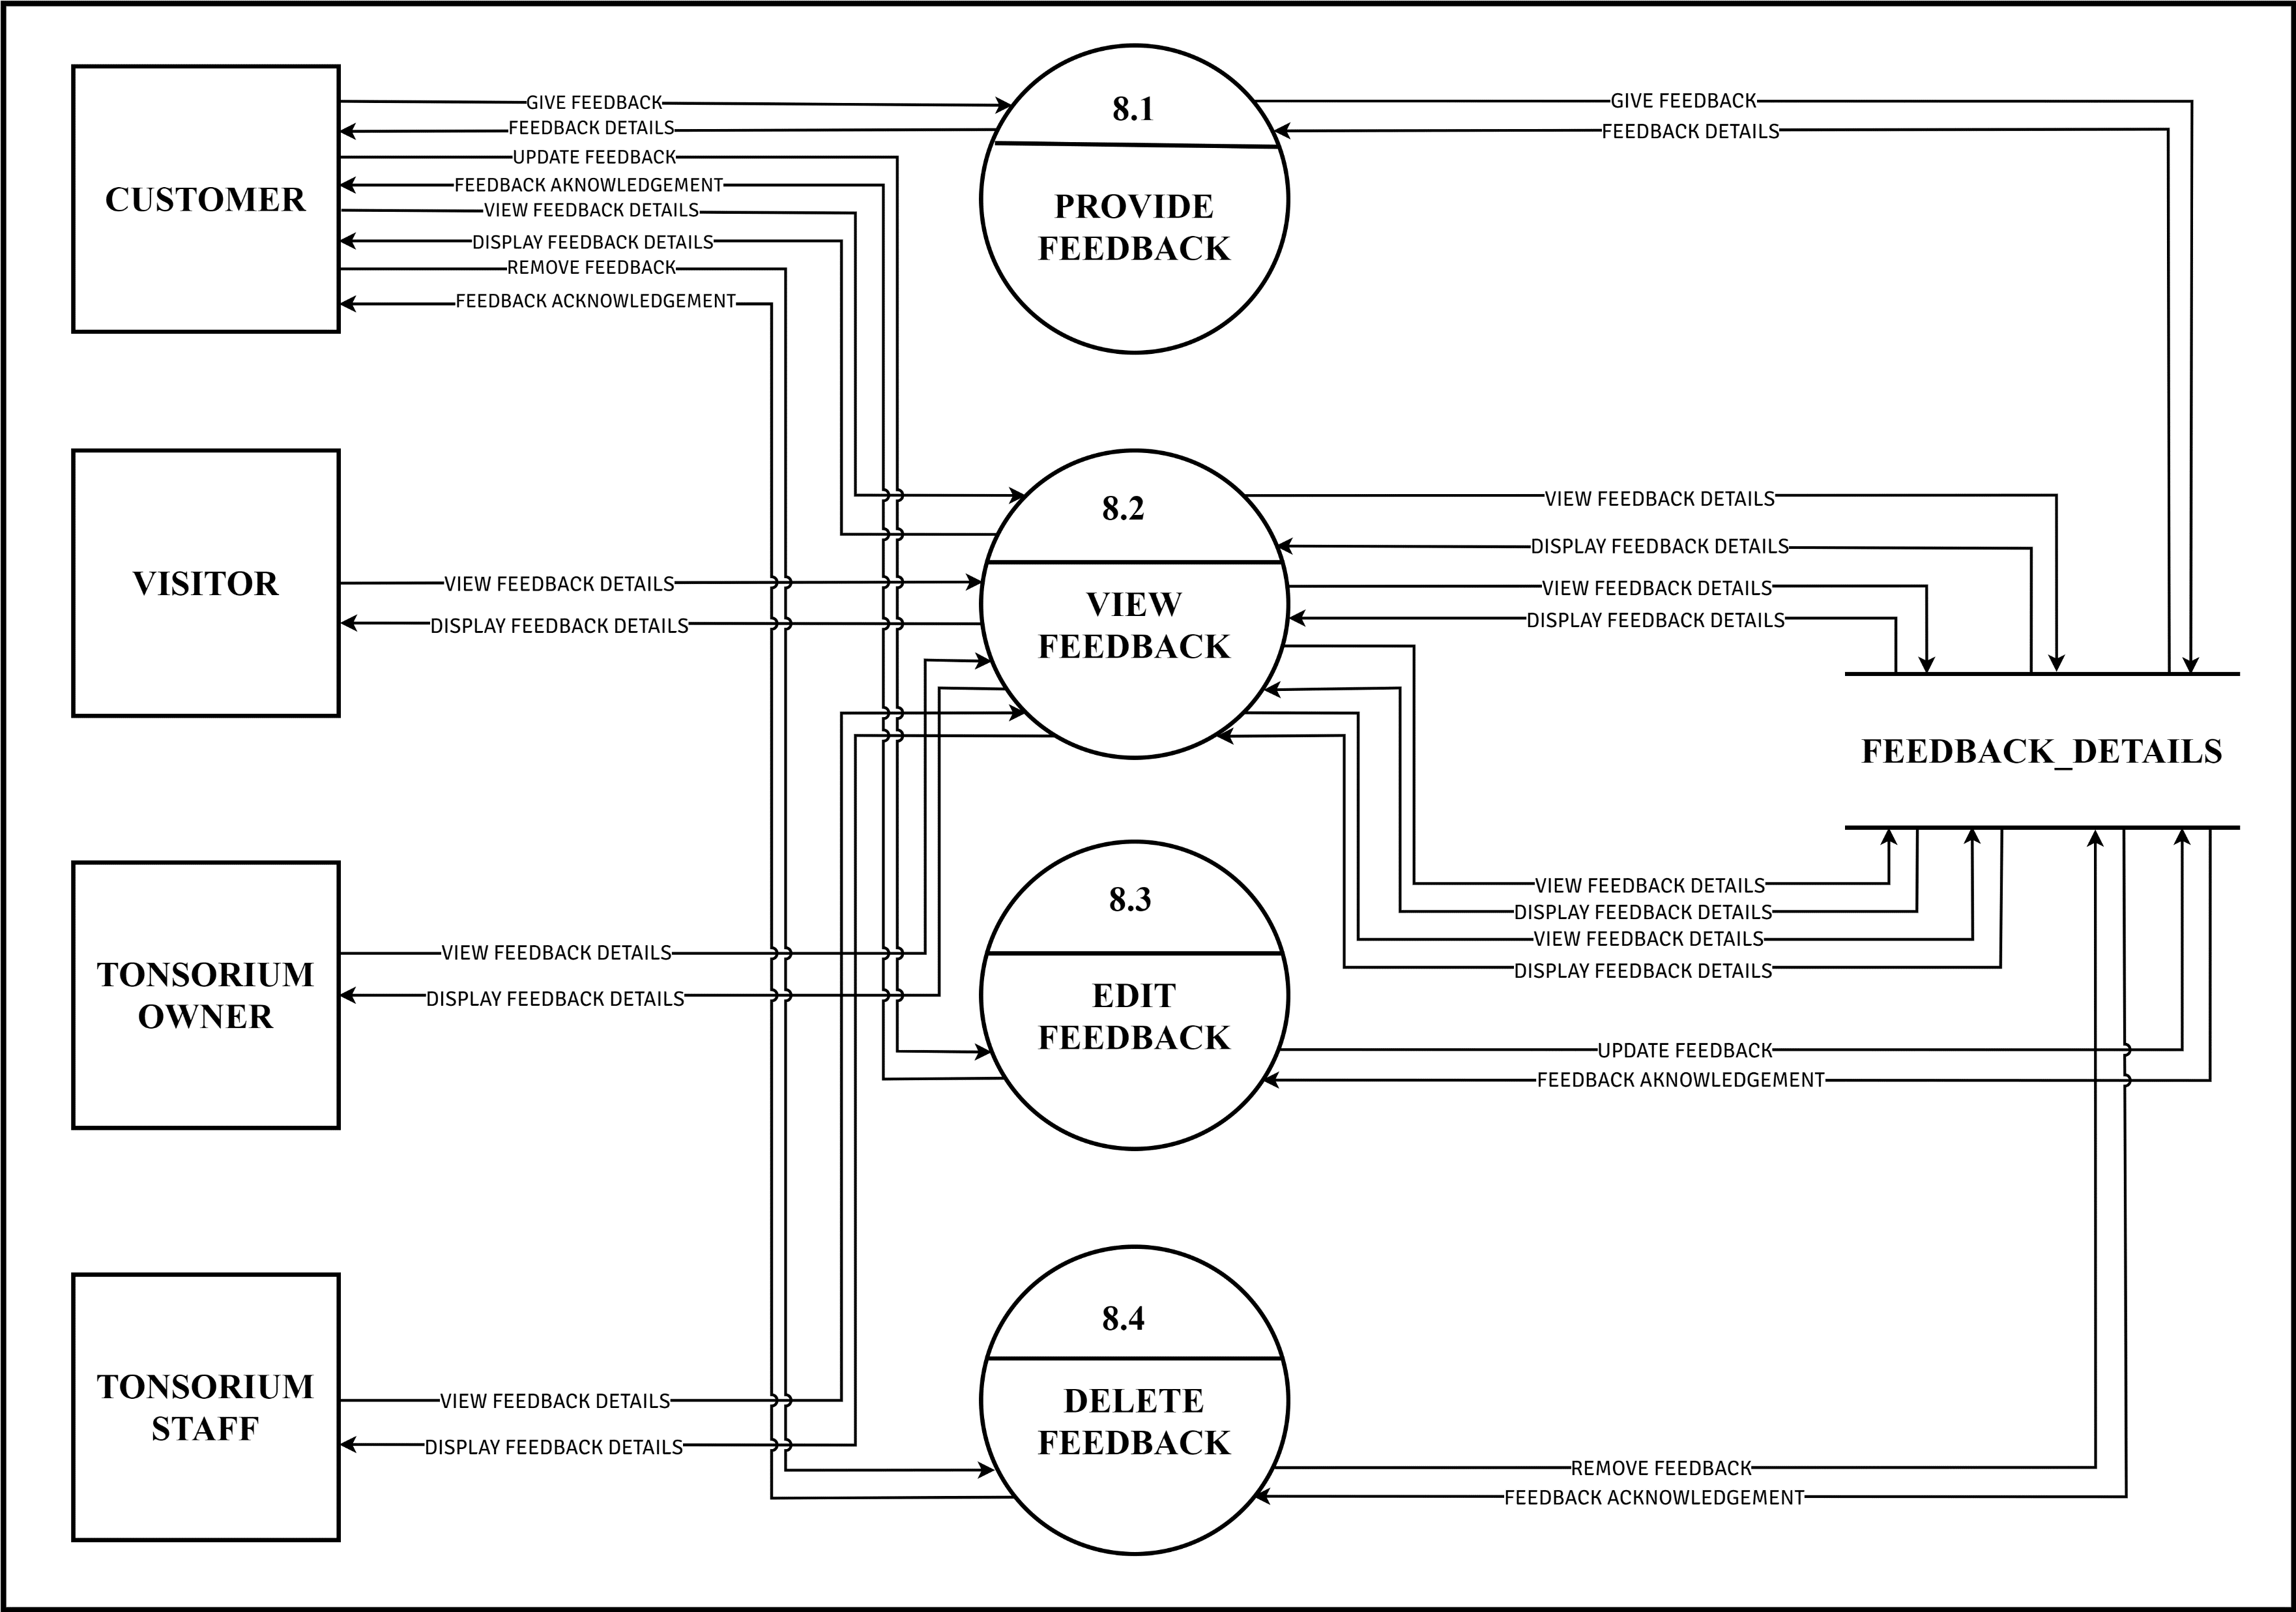 CUSTOMER
GIVE FEEDBACK
FEEDBACK DETAILS
UPDATE FEEDBACK
FEEDBACK AKNOWLEDGEMENT
VIEW FEEDBACK DETAILS
DISPLAY FEEDBACK DETAILS
REMOVE FEEDBACK
FEEDBACK ACKNOWLEDGEMENT
8.1
PROVIDE
FEEDBACK
GIVE FEEDBACK
FEEDBACK DETAILS
VISITOR
VIEW FEEDBACK DETAILS
DISPLAY FEEDBACK DETAILS
8.2
VIEW
FEEDBACK
VIEW FEEDBACK DETAILS
DISPLAY FEEDBACK DETAILS
VIEW FEEDBACK DETAILS
DISPLAY FEEDBACK DETAILS
FEEDBACK_DETAILS
VIEW FEEDBACK DETAILS
DISPLAY FEEDBACK DETAILS
VIEW FEEDBACK DETAILS
DISPLAY FEEDBACK DETAILS
TONSORIUM
OWNER
VIEW FEEDBACK DETAILS
DISPLAY FEEDBACK DETAILS
8.3
EDIT
FEEDBACK
UPDATE FEEDBACK
FEEDBACK AKNOWLEDGEMENT
TONSORIUM
STAFF
VIEW FEEDBACK DETAILS
DISPLAY FEEDBACK DETAILS
8.4
DELETE
FEEDBACK
REMOVE FEEDBACK
FEEDBACK ACKNOWLEDGEMENT